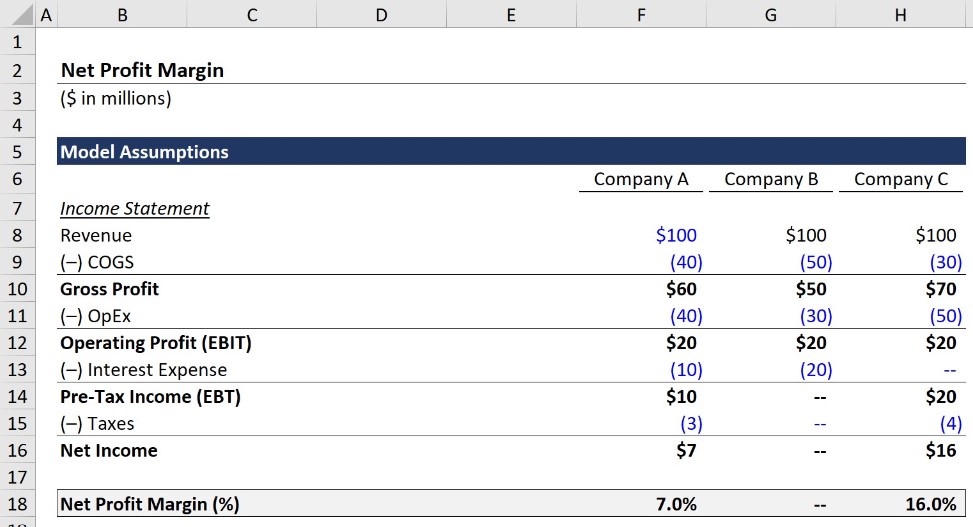 A B C D E F G H
1
2 Net Profit Margin
3 ($ in millions)
4
5 Model Assumptions
6 Company A Company B Company C
7 Income Statement
8 Revenue $100 $100 $100
9 (–) COGS (40) (50) (30)
10 Gross Profit $60 $50 $70
11 (–) OpEx (40) (30) (50)
12 Operating Profit (EBIT) $20 $20 $20
13 (–) Interest Expense (10) (20) --
14 Pre-Tax Income (EBT) $10 -- $20
15 (–) Taxes (3) -- (4)
16 Net Income $7 -- $16
17
18 Net Profit Margin (%) 7.0% -- 16.0%